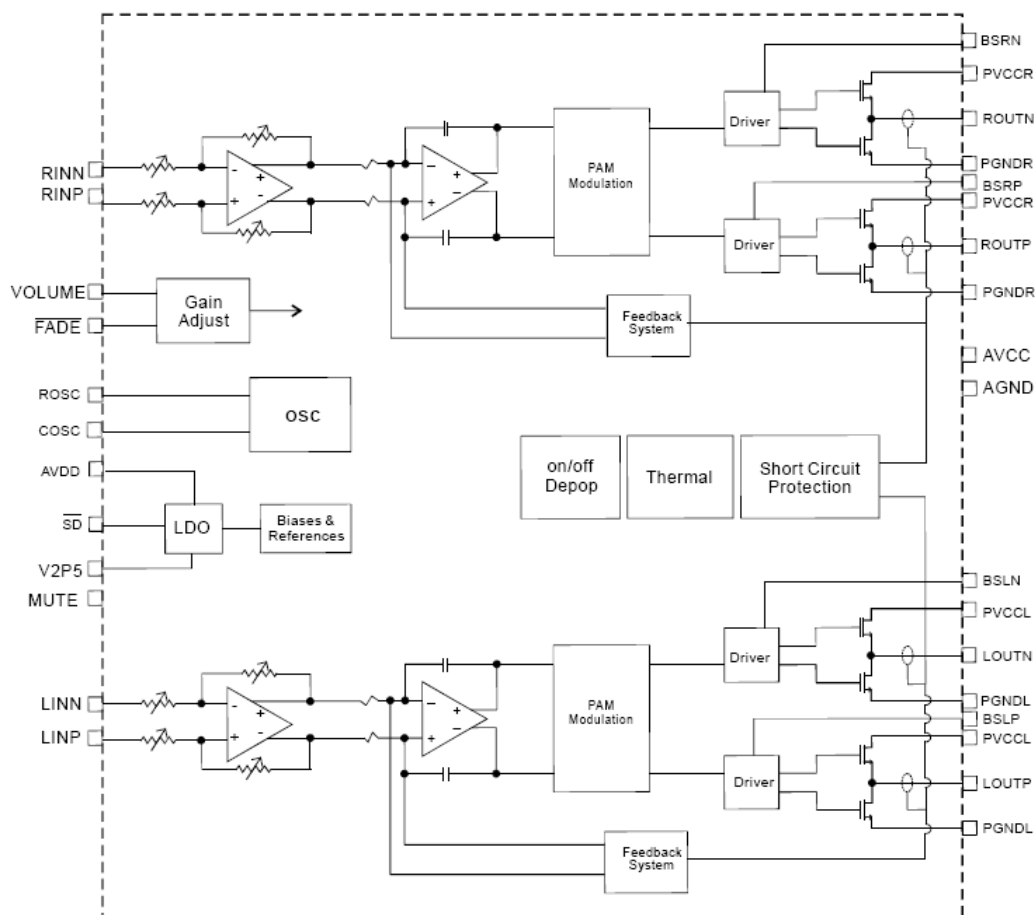 BSRN
PVCCR
Driver
ROUTN
PAM
Modulation
RINN
RINP
- + - +
- + - +
PGNDR
BSRP
PVCCR
Driver
ROUTP
VOLUME
FADE
Gain
Adjust
PGNDR
Feedback
System
AVCC
AGND
ROSC
COSC
OSC
AVDD
SD
V2P5
MUTE
LDO
Biases &
References
on/off
Depop
Thermal
Short Circuit
Protection
BSLN
PVCCL
Driver
LOUTN
PAM
Modulation
LINN
LINP
- + - +
- + - +
PGNDL
BSLP
PVCCL
Driver
LOUTP
PGNDL
Feedback
System